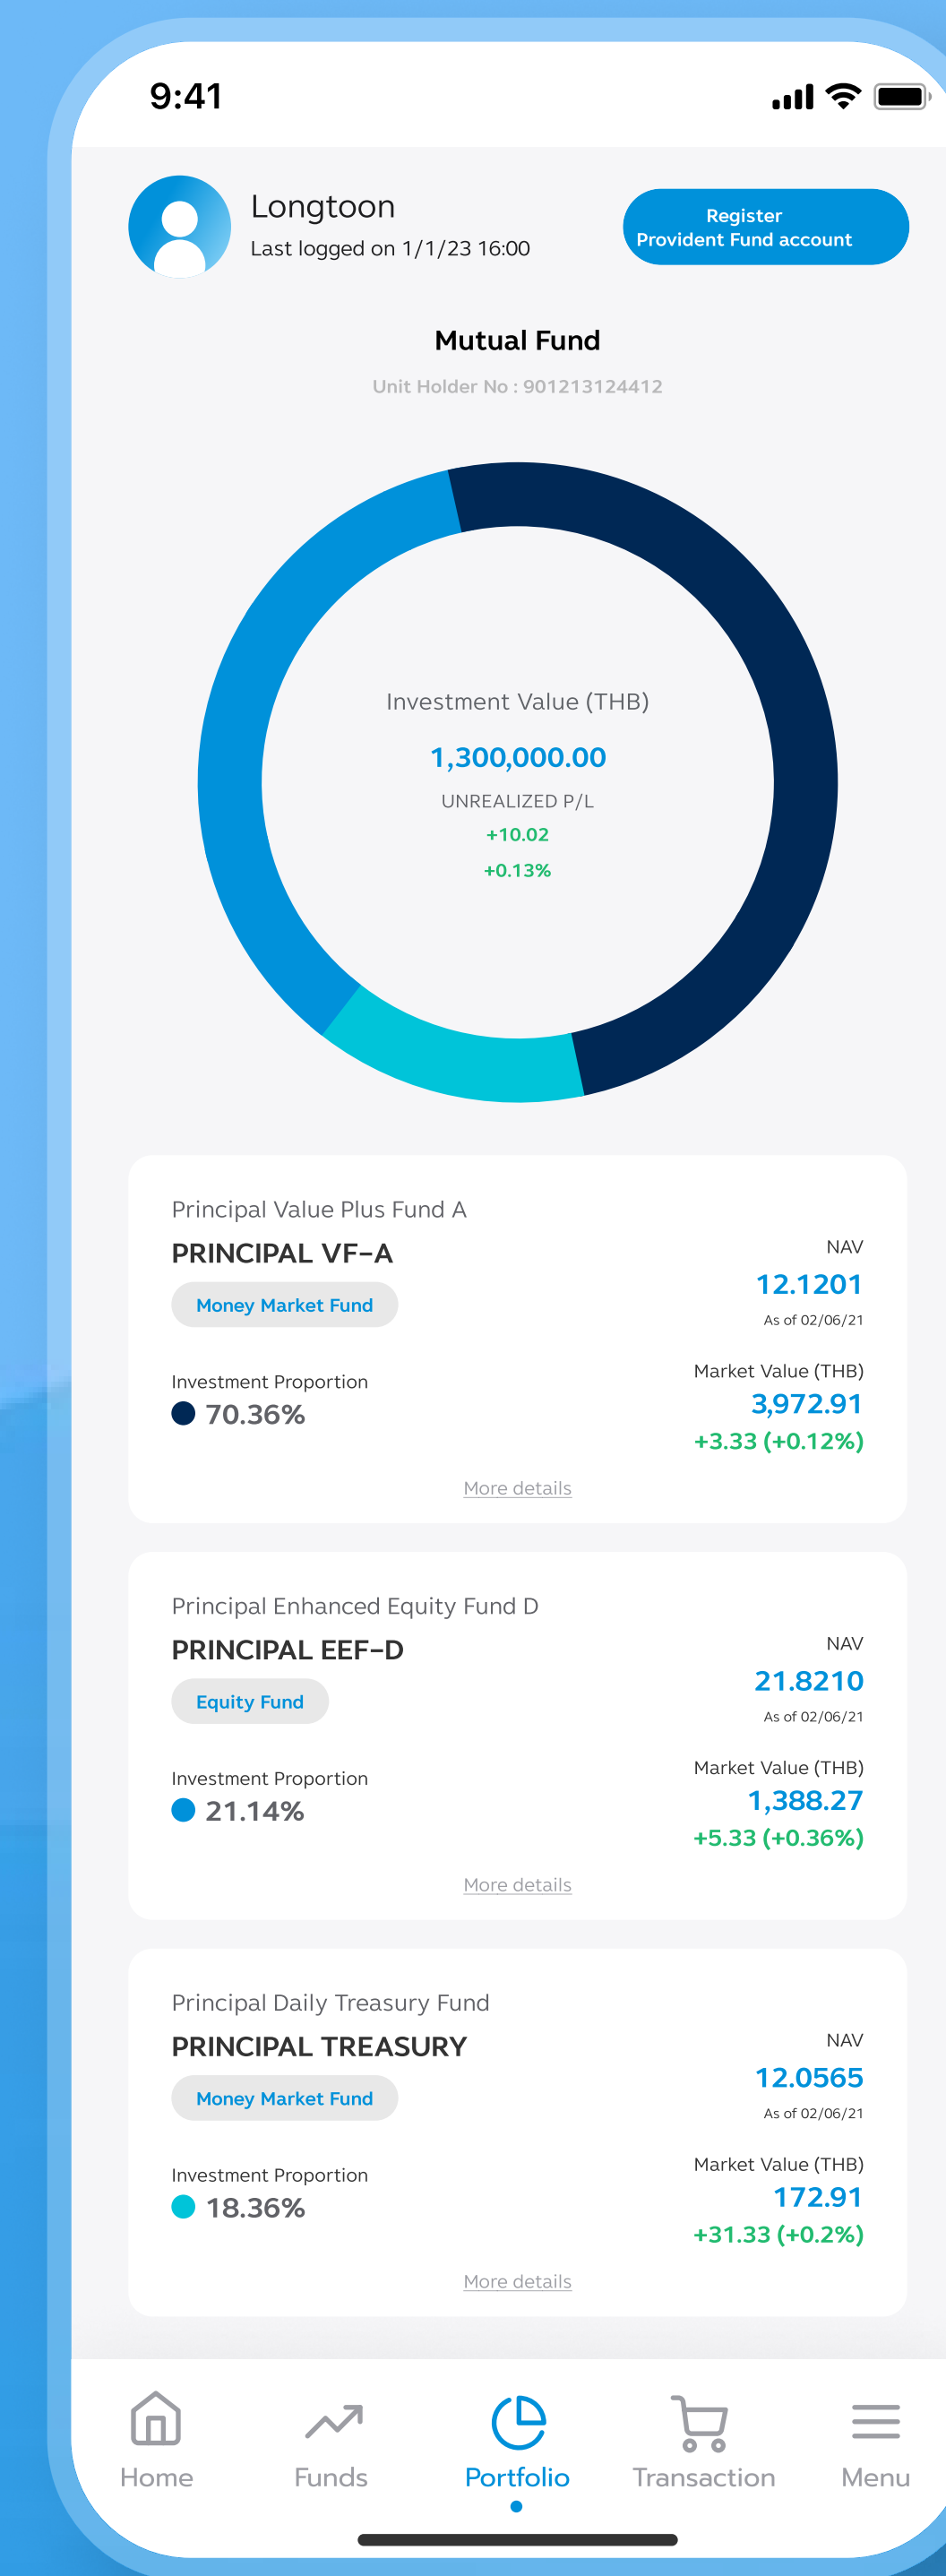 9:41
Longtoon
Last logged on 1/1/23 16:00
Register
Provident Fund account
Mutual Fund
Unit Holder No : 901213124412
Investment Value (THB)
1,300,000.00
UNREALIZED P/L
+10.02
+0.13%
Principal Value Plus Fund A
PRINCIPAL VF-A
NAV
12.1201
Money Market Fund
As of 02/06/21
Investment Proportion
70.36%
Market Value (THB)
3,972.91
+3.33 (+0.12%)
More details
Principal Enhanced Equity Fund D
PRINCIPAL EEF-D
NAV
21.8210
Equity Fund
As of 02/06/21
Investment Proportion
21.14%
Market Value (THB)
1,388.27
+5.33 (+0.36%)
More details
Principal Daily Treasury Fund
PRINCIPAL TREASURY
NAV
12.0565
Money Market Fund
As of 02/06/21
Investment Proportion
18.36%
Market Value (THB)
172.91
+31.33 (+0.2%)
More details
Home Funds Portfolio Transaction Menu